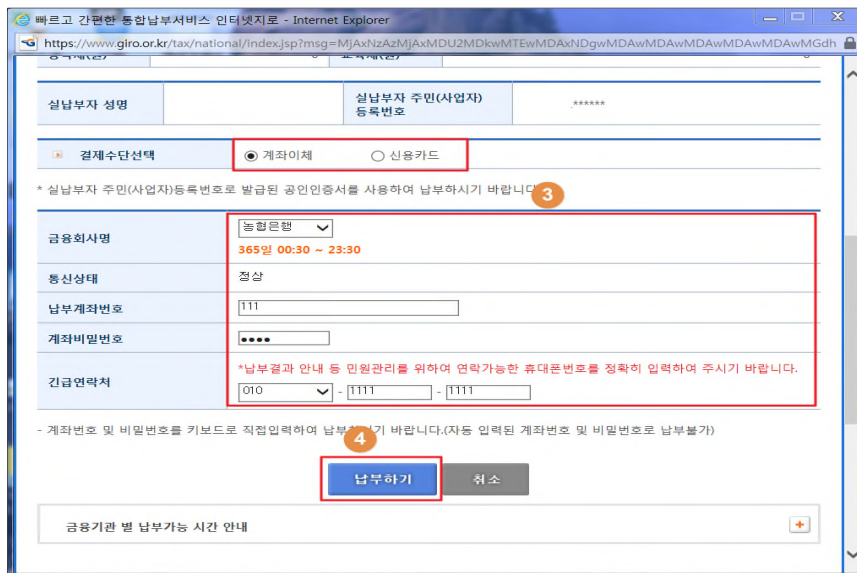 빠르고 간편한 통합납부서비스 인터넷지로 - Internet Explorer
https://www.giro.or.kr/tax/national/index.jsp?msg=MjAxNzAzMjAxMDU2MDkwMTEwMDAxNDgwMDAwMDAwMDAwMDAwMDAwMGdh
실납부자 성명
실납부자 주민(사업자)
등록번호
.******
결제수단선택
계좌이체
신용카드
* 실납부자 주민(사업자)등록번호로 발급된 공인인증서를 사용하여 납부하시기 바랍니다
3
금융회사명
농협은행
365일 00:30 ~ 23:30
통신상태
정상
납부계좌번호
111
계좌비밀번호
긴급연락처
*납부결과 안내 등 민원관리를 위하여 연락가능한 휴대폰번호를 정확히 입력하여 주시기 바랍니다.
010 - 1111 - 1111
- 계좌번호 및 비밀번호를 키보드로 직접입력하여 바랍니다.(자동 입력된 계좌번호 및 비밀번호로 납부불가)
4
납부하기
취소
금융기관 별 납부가능 시간 안내